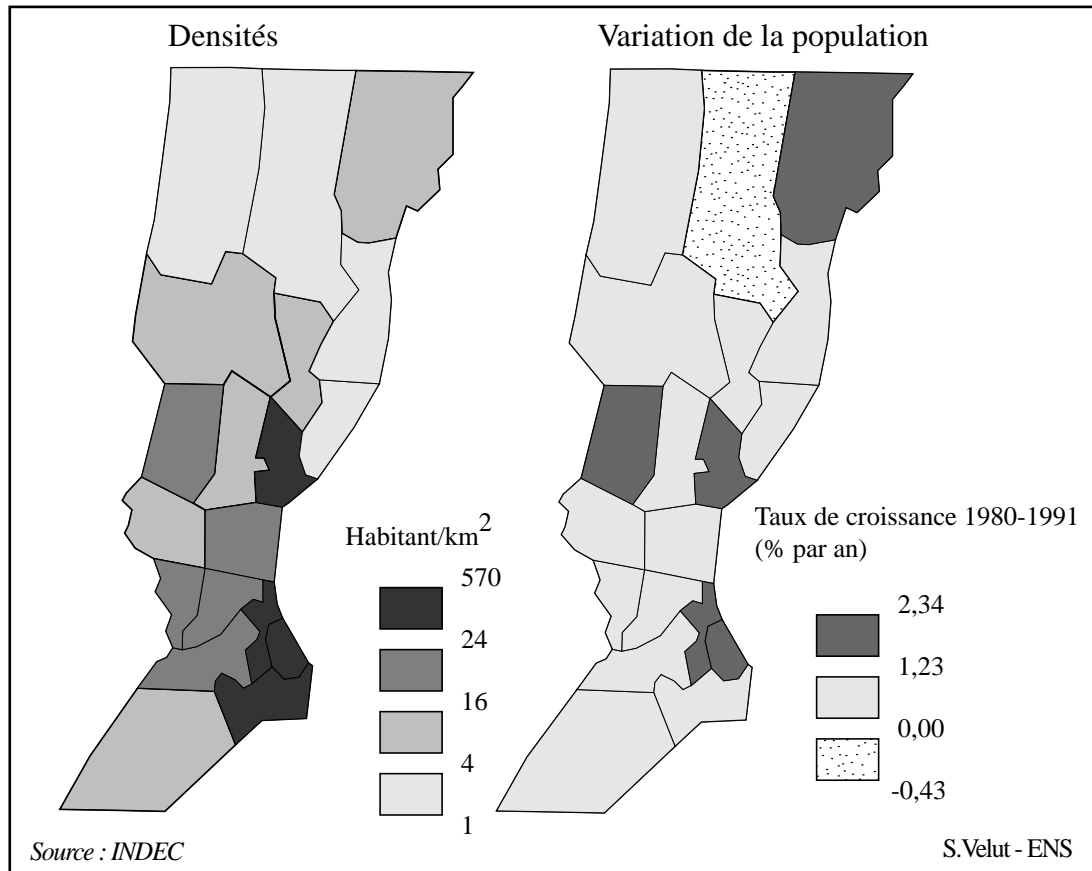 Densités
Variation de la population
Habitant/km2
570
24
16
4
1
Taux de croissance 1980-1991
(% par an)
2,34
1,23
0,00
-0,43
Source : INDEC
S.Velut - ENS